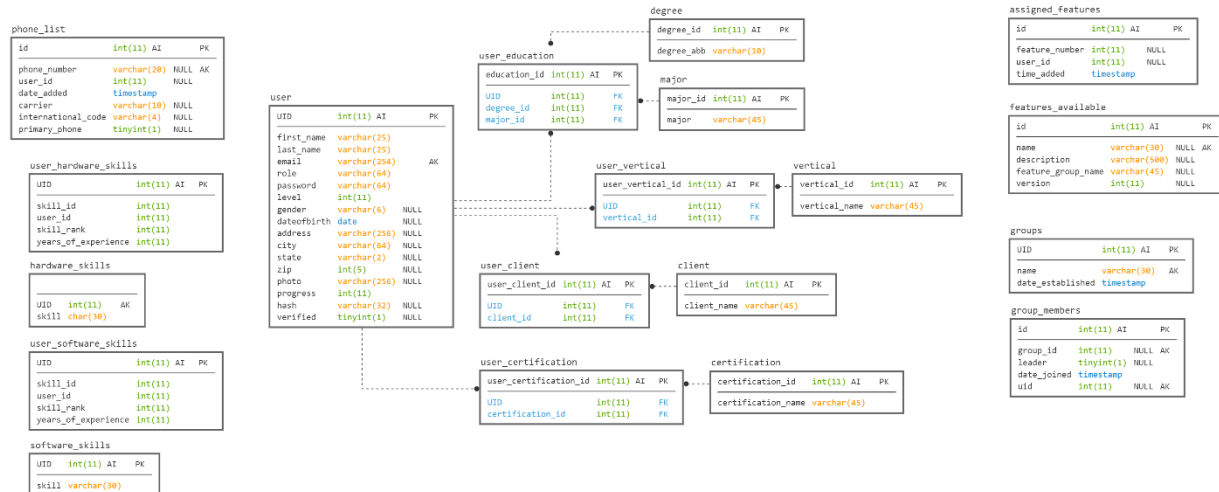 phone_list
id int(11) AI PK
phone_number varchar(20) NULL AK
user_id int(11) NULL
date_added timestamp
carrier varchar(10) NULL
international_code varchar(4) NULL
primary_phone tinyint(1) NULL
user_hardware_skills
UID int(11) AI PK
skill_id int(11)
user_id int(11)
skill_rank int(11)
years_of_experience int(11)
hardware_skills
UID int(11) AK
skill char(30)
user_software_skills
UID int(11) AI PK
skill_id int(11)
user_id int(11)
skill_rank int(11)
years_of_experience int(11)
software_skills
UID int(11) AI PK
skill varchar(30)
user
UID int(11) AI PK
first_name varchar(25)
last_name varchar(25)
email varchar(254) AK
role varchar(64)
password varchar(64)
level int(11)
gender varchar(6) NULL
dateofbirth date NULL
address varchar(256) NULL
city varchar(64) NULL
state varchar(2) NULL
zip int(5) NULL
photo varchar(256) NULL
progress int(11)
hash varchar(32) NULL
verified tinyint(1) NULL
degree
degree_id int(11) AI PK
degree_abb varchar(10)
user_education
education_id int(11) AI PK
UID int(11) FK
degree_id int(11) FK
major_id int(11) FK
major
major_id int(11) AI PK
major varchar(45)
user_vertical
user_vertical_id int(11) AI PK
UID int(11) FK
vertical_id int(11) FK
vertical
vertical_id int(11) AI PK
vertical_name varchar(45)
user_client
user_client_id int(11) AI PK
UID int(11) FK
client_id int(11) FK
client
client_id int(11) AI PK
client_name varchar(45)
user_certification
user_certification_id int(11) AI PK
UID int(11) FK
certification_id int(11) FK
certification
certification_id int(11) AI PK
certification_name varchar(45)
assigned_features
id int(11) AI PK
feature_number int(11) NULL
user_id int(11) NULL
time_added timestamp
features_available
id int(11) AI PK
name varchar(30) NULL AK
description varchar(500) NULL
feature_group_name varchar(45) NULL
version int(11) NULL
groups
UID int(11) AI PK
name varchar(30) AK
date_established timestamp
group_members
id int(11) AI PK
group_id int(11) NULL AK
leader tinyint(1) NULL
date_joined timestamp
uid int(11) NULL AK